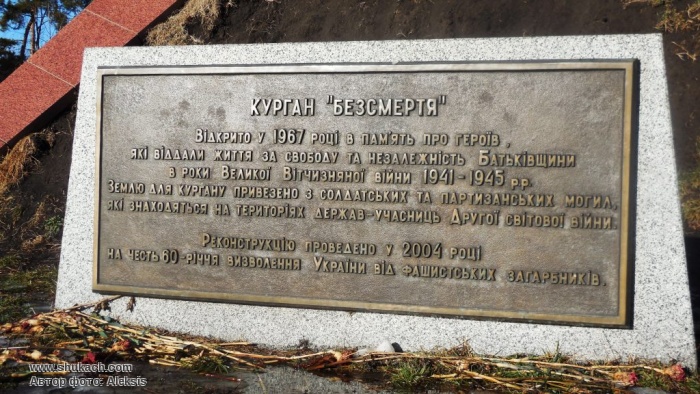 КУРГАН "БЕЗСМЕРТЯ"
Відкрито у 1967 році в пам'ять про героїв,
які віддали життя за свободу та незалежність Батьківщини
в роки Великої Вітчизняної війни 1941-1945 р.р.
Землю для кургану привезено з солдатських та партизанських могил,
які знаходяться на територіях держав-учасниць Другої світової війни.
Реконструкцію проведено у 2004 році
на честь 60-річчя визволення України від фашистських загарбників.
www.shukach.com
Автор фото: Aleksis